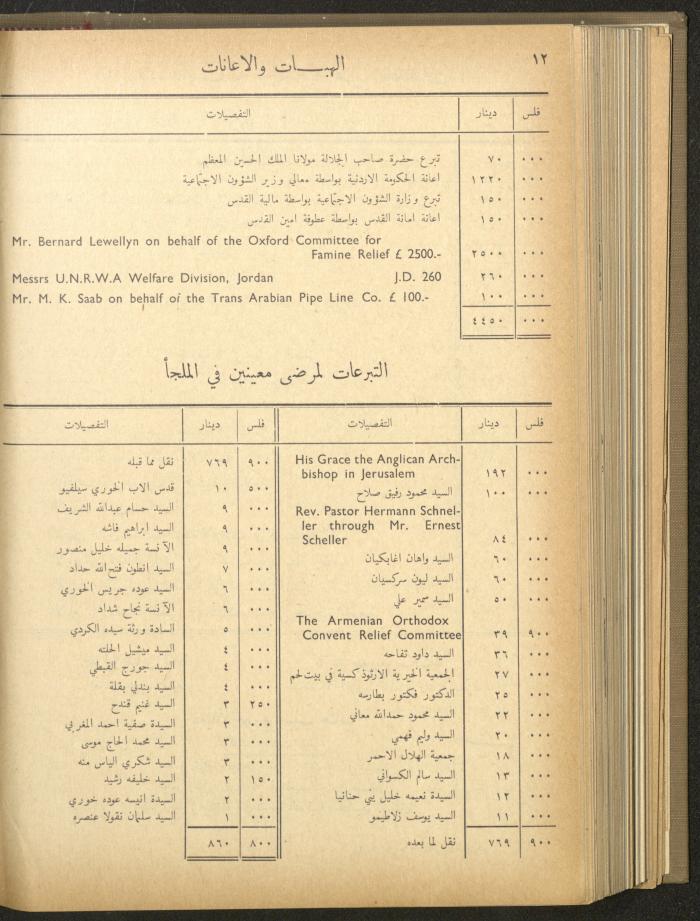 ١٢
الهبـــات والاعانات
فلس دينار التفصيلات
٠٠٠ ٧٠ تبرع حضرة صاحب الجلالة مولانا الملك الحسين المعظم
٠٠٠ ١٢٢٠ اعانة الحكومة الاردنية بواسطة معالي وزير الشؤون الاجتماعية
٠٠٠ ١٥٠ تبرع وزارة الشؤون الاجتماعية بواسطة مالية القدس
٠٠٠ ١٥٠ اعانة امانة القدس بواسطة عطوفة امين القدس
Mr. Bernard Lewellyn on behalf of the Oxford Committee for
Famine Relief £ 2500.- ٢٥٠٠ ٠٠٠
Messrs U.N.R.W.A Welfare Division, Jordan J.D. 260 ٢٦٠ ٠٠٠
Mr. M. K. Saab on behalf of the Trans Arabian Pipe Line Co. £ 100.- ١٠٠ ٠٠٠
٠٠٠ ٤٤٥٠
التبرعات لمرضى معينين في الملجأ
فلس دينار التفصيلات
His Grace the Anglican Arch-
bishop in Jerusalem ١٩٢ ٠٠٠
٠٠٠ ١٠٠ السيد محمود رفيق صلاح
Rev. Pastor Hermann Schnel-
ler through Mr. Ernest
Scheller ٨٤ ٠٠٠
٠٠٠ ٦٠ السيد واهان اغابكيان
٠٠٠ ٦٠ السيد ليون سركسيان
٠٠٠ ٥٠ السيد سمير علي
The Armenian Orthodox
Convent Relief Committee ٣٩ ٩٠٠
٠٠٠ ٣٦ السيد داود تفاحه
٠٠٠ ٢٧ الجمعية الخيرية الارثوذكسية في بيت لحم
٠٠٠ ٢٥ الدكتور فكتور بطارسه
٠٠٠ ٢٢ السيد محمود حمدالله معاني
٠٠٠ ٢٠ السيد وليم فهمي
٠٠٠ ١٨ جمعية الهلال الاحمر
٠٠٠ ١٣ السيد سالم الكسواني
٠٠٠ ١٢ السيدة نعيمه خليل يني حنانيا
٠٠٠ ١١ السيد يوسف زلاطيمو
٩٠٠ ٧٦٩ نقل لما بعده
فلس دينار التفصيلات
٩٠٠ ٧٦٩ نقل مما قبله
٥٠٠ ١٠ قدس الاب الخوري سيلفيو
٠٠٠ ٩ السيد حسام عبدالله الشريف
٠٠٠ ٩ السيد ابراهيم فاشه
٠٠٠ ٩ الآنسة جميله خليل منصور
٠٠٠ ٧ السيد انطون فتح الله حداد
٠٠٠ ٦ السيد عوده جريس الخوري
٠٠٠ ٦ الآنسة نجاح شداد
٠٠٠ ٥ السادة ورثة سيده الكردي
٠٠٠ ٤ السيد ميشيل الحلته
٠٠٠ ٤ السيد جورج القبطي
٠٠٠ ٤ السيد بندلي بقلة
٢٥٠ ٣ السيد غنيم قندح
٠٠٠ ٣ السيدة صفية احمد المغربي
٠٠٠ ٣ السيد محمد الحاج موسى
٠٠٠ ٣ السيد شكري الياس منه
١٥٠ ٢ السيد خليفه رشيد
٠٠٠ ٢ السيدة انيسه عوده خوري
٠٠٠ ١ السيد سلمان نقولا عنصره
٨٠٠ ٨٦٠